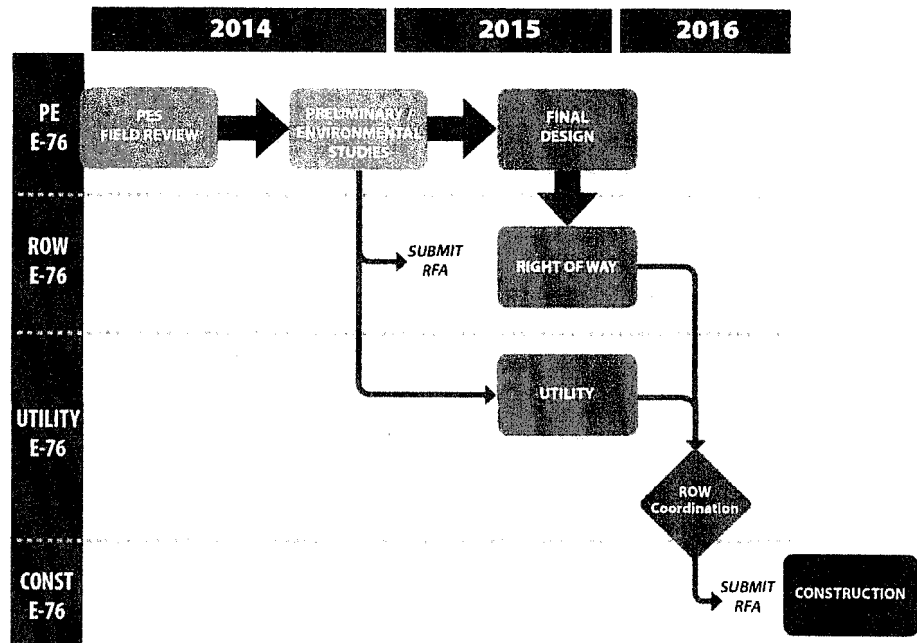 2014
2015
2016
PE
E-76
PES
FIELD REVIEW
PRELIMINARY /
ENVIRONMENTAL
STUDIES
FINAL
DESIGN
ROW
E-76
SUBMIT
RFA
RIGHT OF WAY
UTILITY
E-76
UTILITY
ROW
Coordination
CONST
E-76
SUBMIT
RFA
CONSTRUCTION